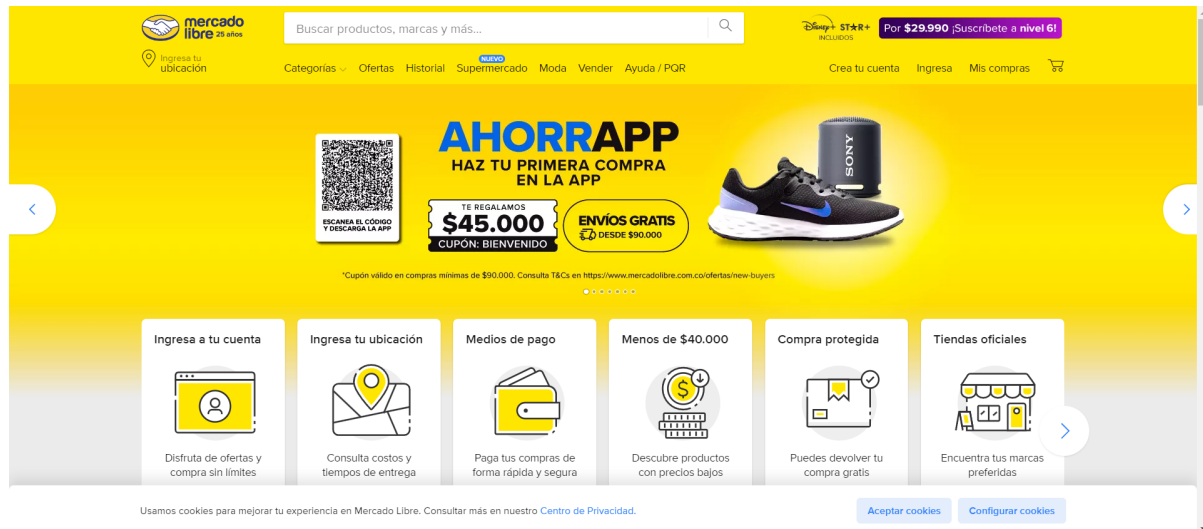 mercado
libre 25 años
Buscar productos, marcas y más...
Disney+ ST★R+
INCLUIDOS
Por $29.990 ¡Suscríbete a nivel 6!
Ingresa tu
ubicación
NUEVO
Categorías Ofertas Historial Supermercado Moda Vender Ayuda / PQR
Crea tu cuenta Ingresa Mis compras
AHORRAPP
HAZ TU PRIMERA COMPRA
EN LA APP
ESCANEA EL CÓDIGO
Y DESCARGA LA APP
TE REGALAMOS
$45.000
CUPÓN: BIENVENIDO
ENVÍOS GRATIS
DESDE $90.000
SONY
*Cupón válido en compras mínimas de $90.000. Consulta T&Cs en https://www.mercadolibre.com.co/ofertas/new-buyers
Ingresa a tu cuenta
Disfruta de ofertas y
compra sin límites
Ingresa tu ubicación
Consulta costos y
tiempos de entrega
Medios de pago
Paga tus compras de
forma rápida y segura
Menos de $40.000
Descubre productos
con precios bajos
Compra protegida
Puedes devolver tu
compra gratis
Tiendas oficiales
Encuentra tus marcas
preferidas
Usamos cookies para mejorar tu experiencia en Mercado Libre. Consultar más en nuestro Centro de Privacidad.
Aceptar cookies
Configurar cookies